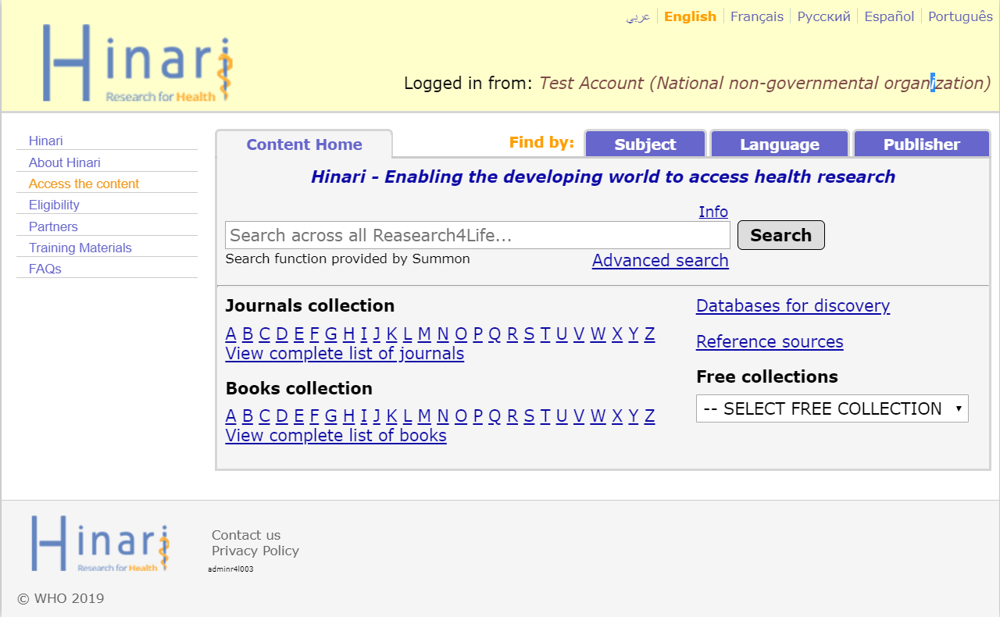 عربي English Français Русский Español Português
Hinari
Research for Health
Logged in from: Test Account (National non-governmental organization)
Hinari
About Hinari
Access the content
Eligibility
Partners
Training Materials
FAQs
Content Home Find by: Subject Language Publisher
Hinari - Enabling the developing world to access health research
Info
Search across all Reasearch4Life... Search
Search function provided by Summon Advanced search
Journals collection
A B C D E F G H I J K L M N O P Q R S T U V W X Y Z
View complete list of journals
Books collection
A B C D E F G H I J K L M N O P Q R S T U V W X Y Z
View complete list of books
Databases for discovery
Reference sources
Free collections
-- SELECT FREE COLLECTION
Hinari
Research for Health
Contact us
Privacy Policy
adminr4l003
© WHO 2019